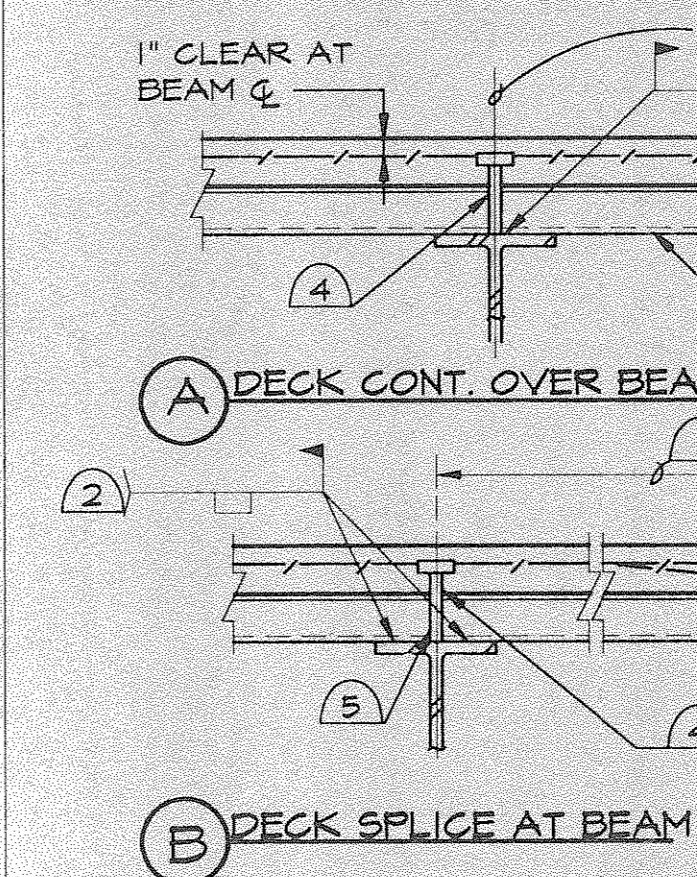 1" CLEAR AT
BEAM ℄
4
A DECK CONT. OVER BEA
2
5
B DECK SPLICE AT BEAM